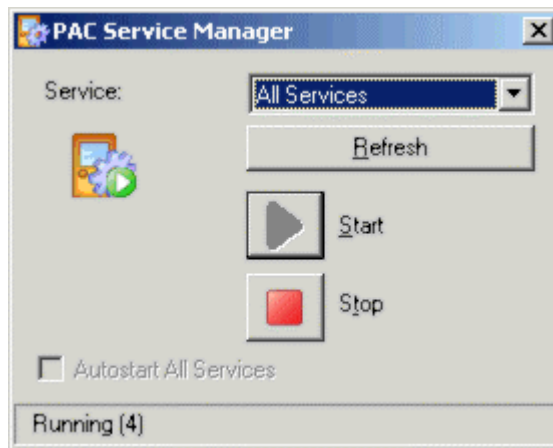 PAC Service Manager
Service:
All Services
Refresh
Start
Stop
Autostart All Services
Running (4)